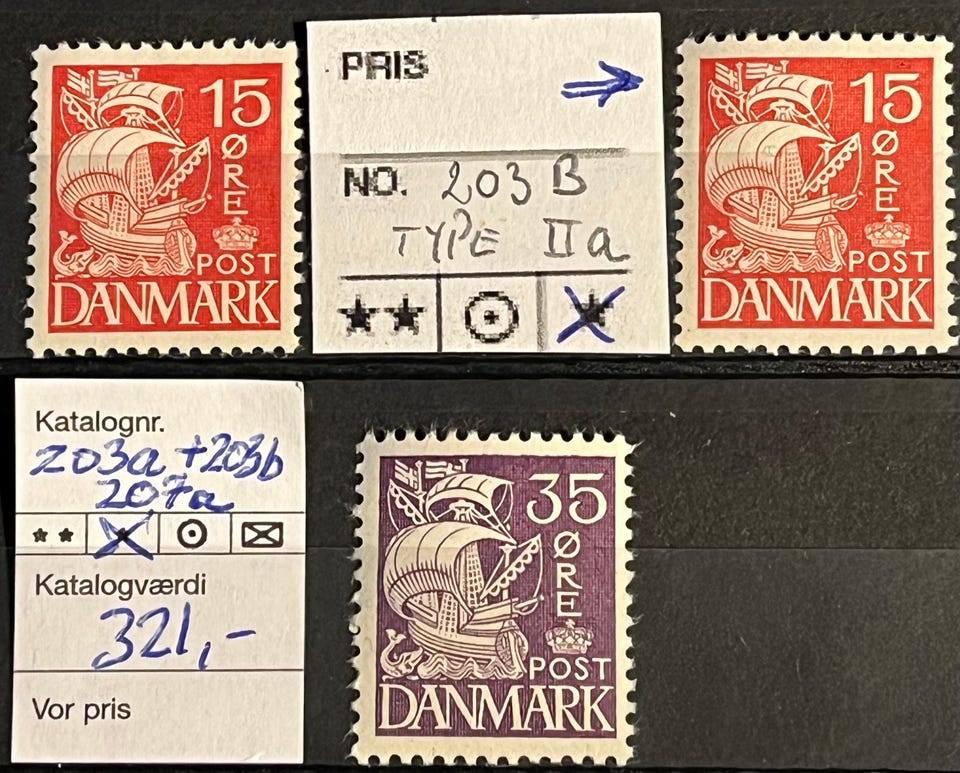 15
ØRE
POST
DANMARK
PRIS
NO. 203 B
TYPE IIa
15
ØRE
POST
DANMARK
Katalognr.
203a + 203b
207a
Katalogværdi
321,-
Vor pris
35
ØRE
POST
DANMARK